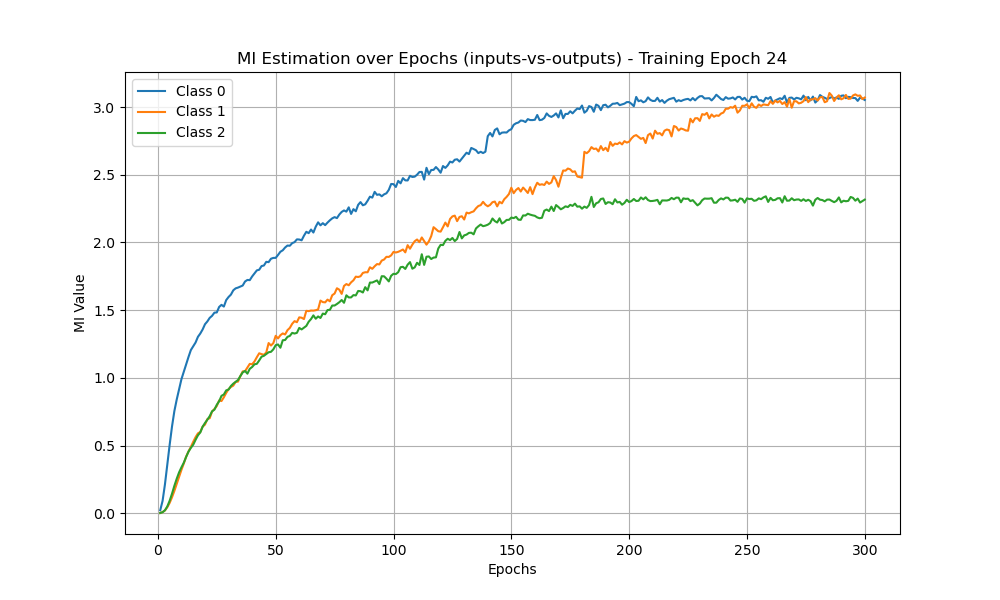 MI Estimation over Epochs (inputs-vs-outputs) - Training Epoch 24
Class 0
Class 1
Class 2
MI Value
3.0
2.5
2.0
1.5
1.0
0.5
0.0
0 50 100 150 200 250 300
Epochs